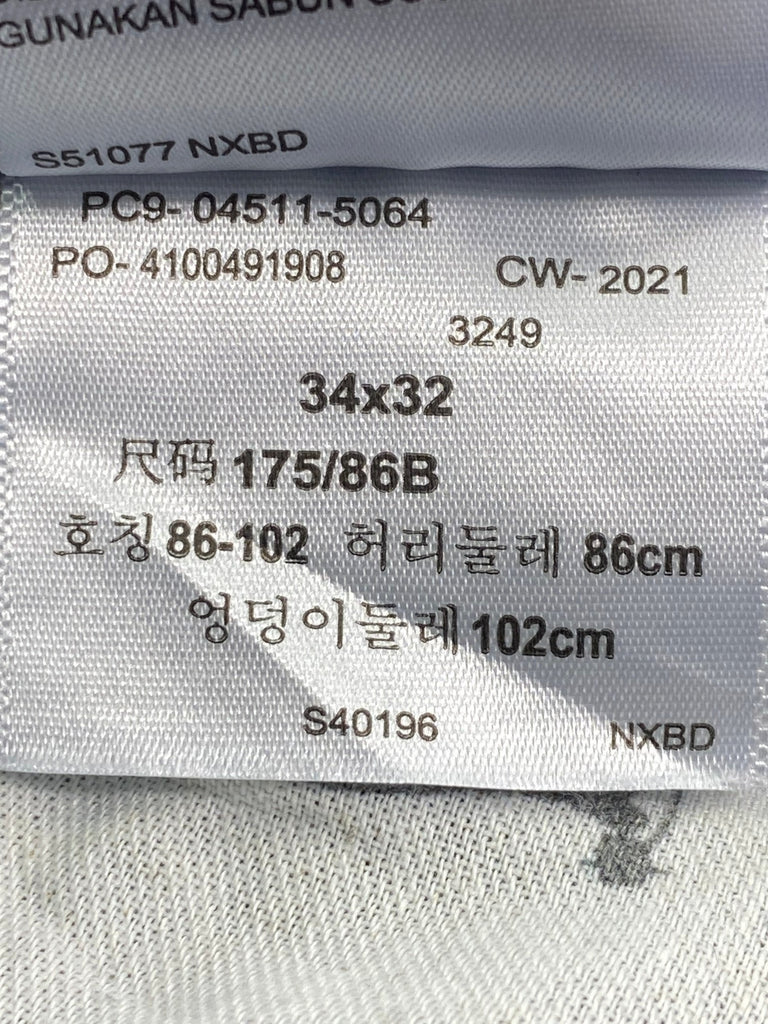 GUNAKAN SABUN
S51077 NXBD
PC9- 04511-5064
PO- 4100491908 CW- 2021
3249
34x32
尺码 175/86B
호칭 86-102 허리둘레 86cm
엉덩이둘레 102cm
S40196 NXBD